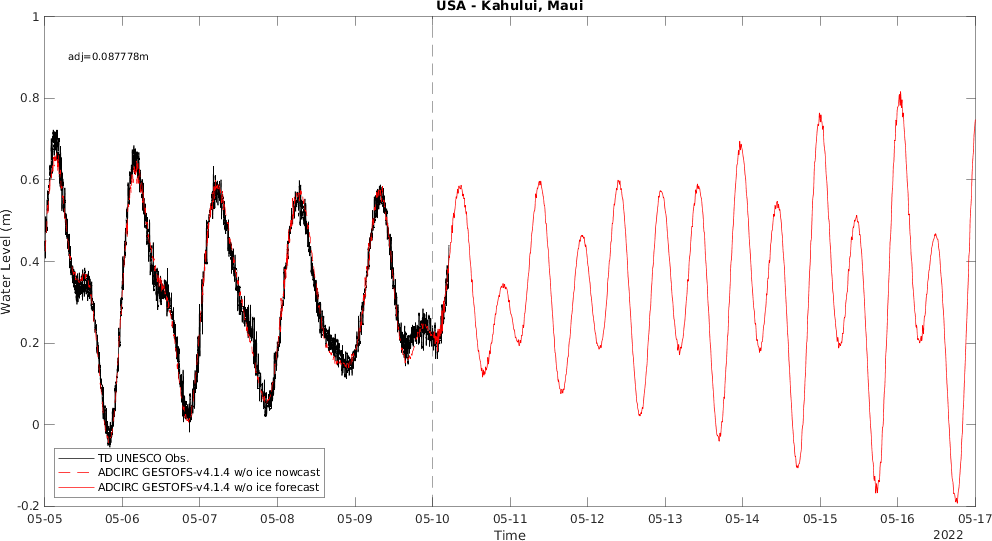 USA - Kahului, Maui
adj=0.087778m
Water Level (m)
1
0.8
0.6
0.4
0.2
0
-0.2
TD UNESCO Obs.
ADCIRC GESTOFS-v4.1.4 w/o ice nowcast
ADCIRC GESTOFS-v4.1.4 w/o ice forecast
05-05 05-06 05-07 05-08 05-09 05-10 05-11 05-12 05-13 05-14 05-15 05-16 05-17
Time
2022